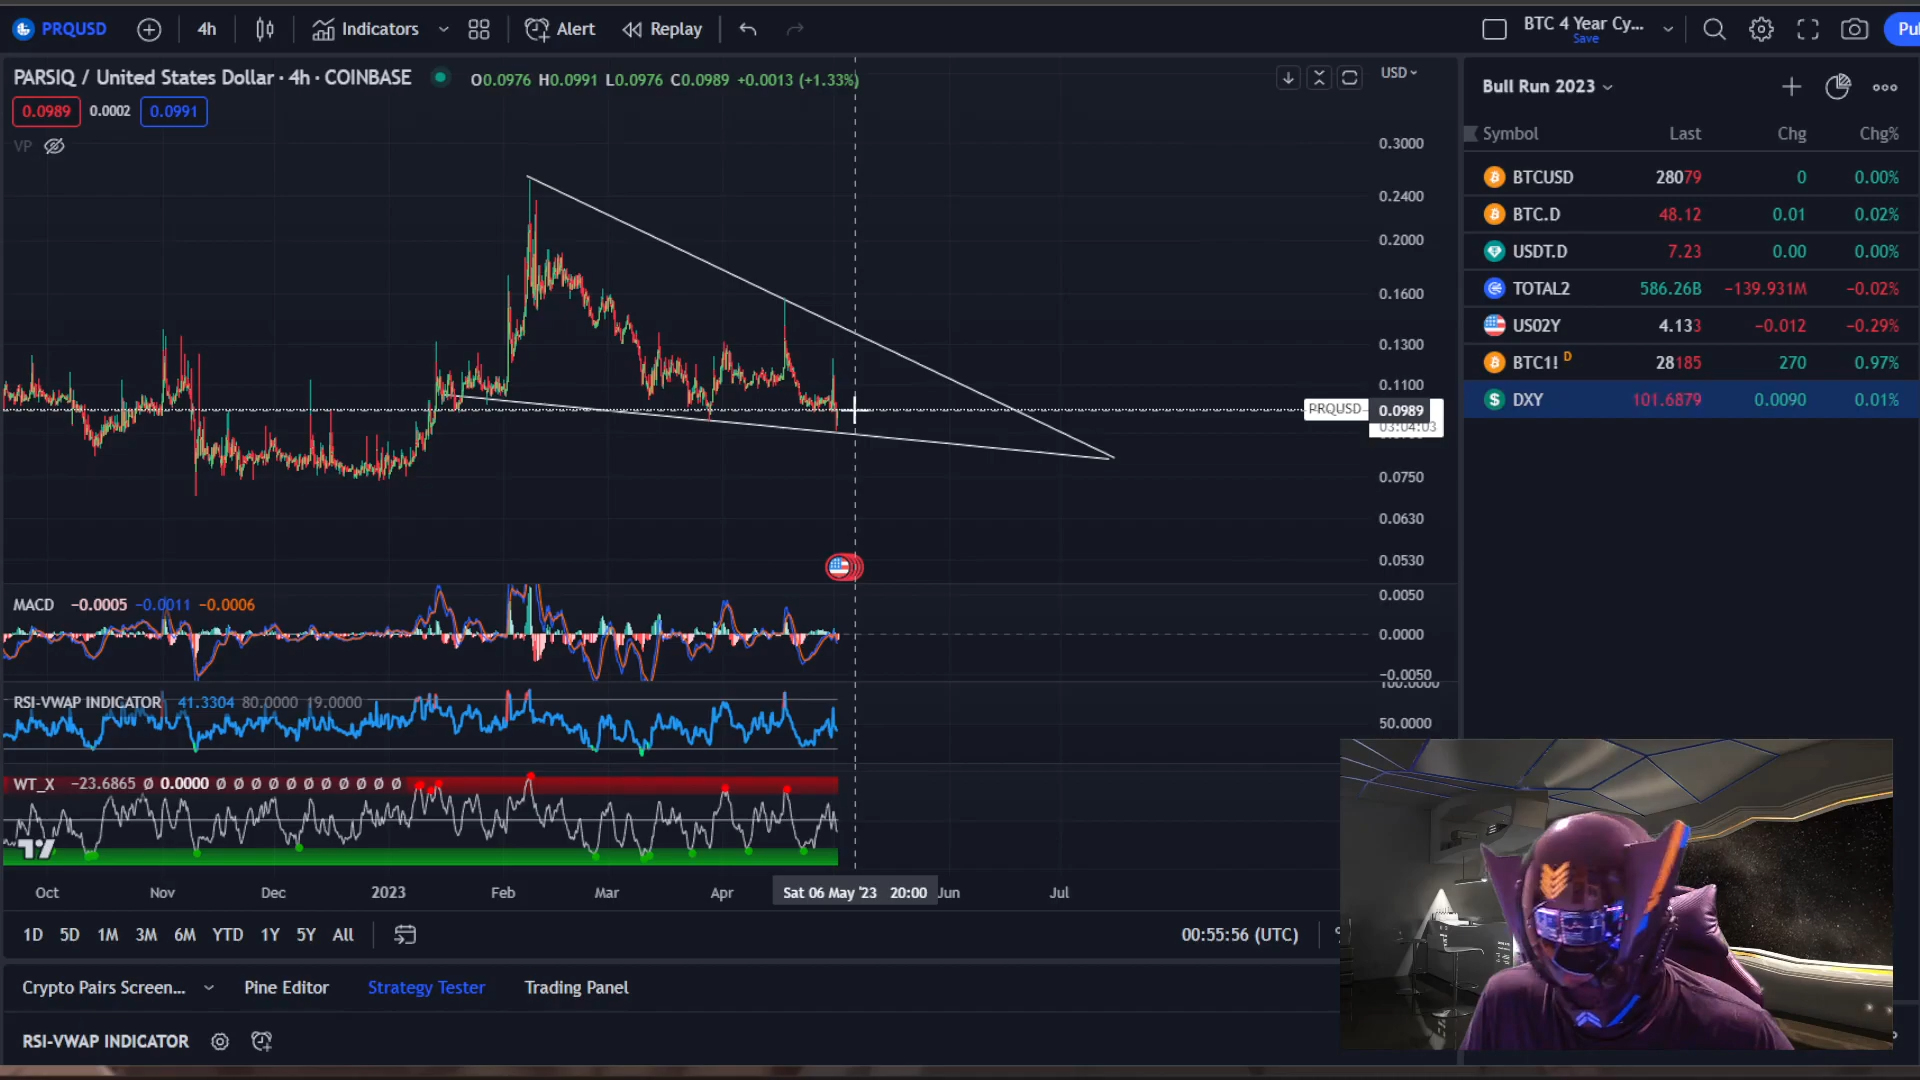 PRQUSD
4h
Indicators
Alert
Replay
BTC 4 Year Cy...
Save
PARSIQ / United States Dollar · 4h · COINBASE
O0.0976 H0.0991 L0.0976 C0.0989 +0.0013 (+1.33%)
USD
0.0989
0.0002
0.0991
VP
0.3000
0.2400
0.2000
0.1600
0.1300
0.1100
PRQUSD
0.0989
03:04:03
0.0750
0.0630
0.0530
MACD −0.0005 −0.0011 −0.0006
0.0050
0.0000
−0.0050
RSI-VWAP INDICATOR 41.3304 80.0000 19.0000
100.0000
50.0000
WT_X −23.6865 Ø 0.0000 Ø Ø Ø Ø Ø Ø Ø Ø Ø Ø Ø
Oct
Nov
Dec
2023
Feb
Mar
Apr
Sat 06 May '23 20:00
Jun
Jul
1D 5D 1M 3M 6M YTD 1Y 5Y All
00:55:56 (UTC)
Crypto Pairs Screen...
Pine Editor
Strategy Tester
Trading Panel
RSI-VWAP INDICATOR
Bull Run 2023
Symbol Last Chg Chg%
BTCUSD 28079 0 0.00%
BTC.D 48.12 0.01 0.02%
USDT.D 7.23 0.00 0.00%
TOTAL2 586.26B −139.931M −0.02%
US02Y 4.133 −0.012 −0.29%
BTC1! D 28185 270 0.97%
DXY 101.6879 0.0090 0.01%